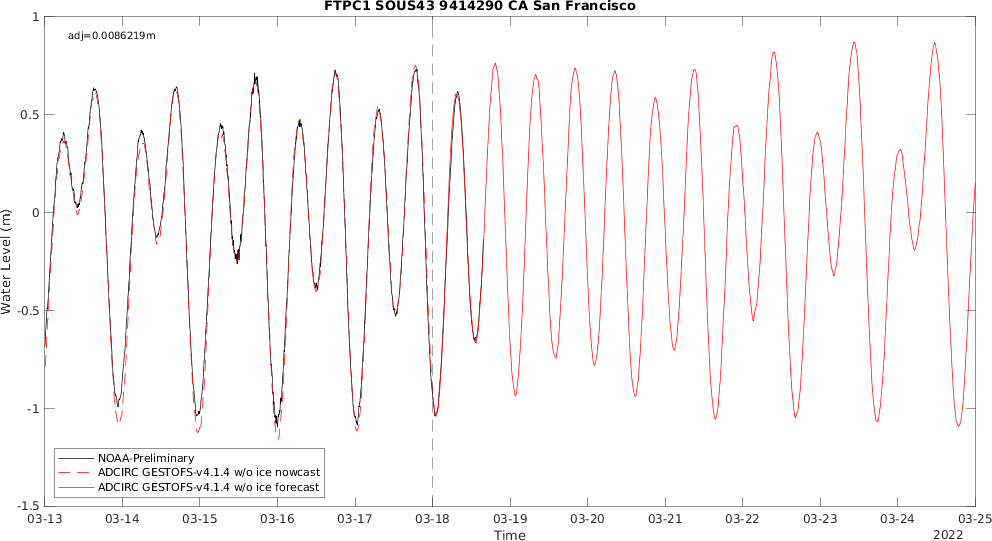 FTPC1 SOUS43 9414290 CA San Francisco
adj=0.0086219m
1
0.5
0
-0.5
-1
-1.5
Water Level (m)
NOAA-Preliminary
ADCIRC GESTOFS-v4.1.4 w/o ice nowcast
ADCIRC GESTOFS-v4.1.4 w/o ice forecast
03-13 03-14 03-15 03-16 03-17 03-18 03-19 03-20 03-21 03-22 03-23 03-24 03-25
Time
2022